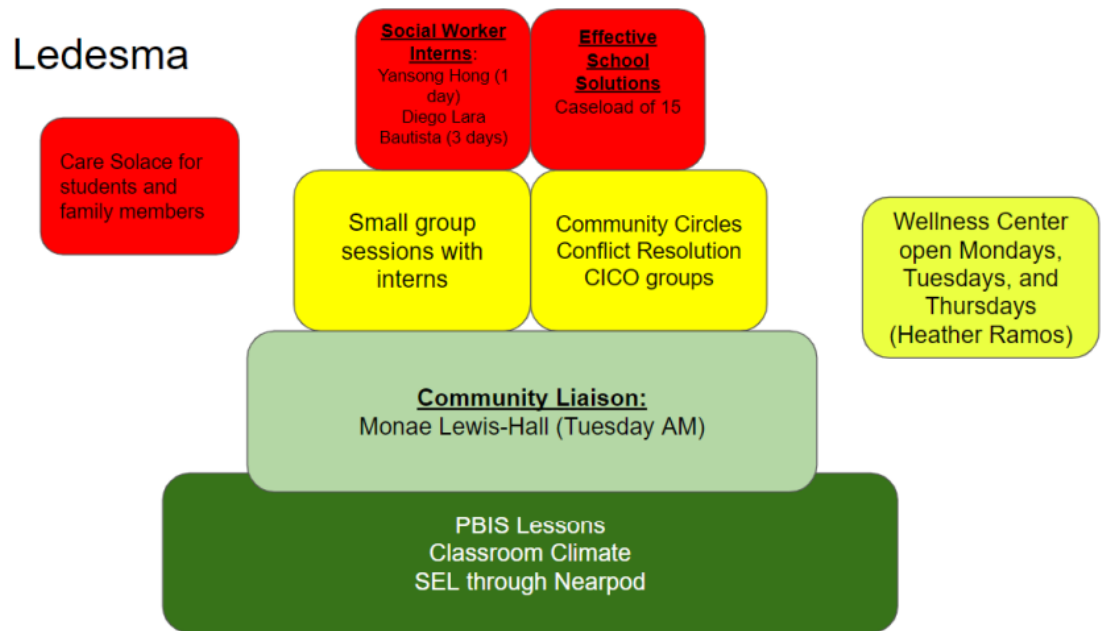 Ledesma
Social Worker
Interns:
Yansong Hong (1
day)
Diego Lara
Bautista (3 days)
Effective
School
Solutions
Caseload of 15
Care Solace for
students and
family members
Small group
sessions with
interns
Community Circles
Conflict Resolution
CICO groups
Wellness Center
open Mondays,
Tuesdays, and
Thursdays
(Heather Ramos)
Community Liaison:
Monae Lewis-Hall (Tuesday AM)
PBIS Lessons
Classroom Climate
SEL through Nearpod